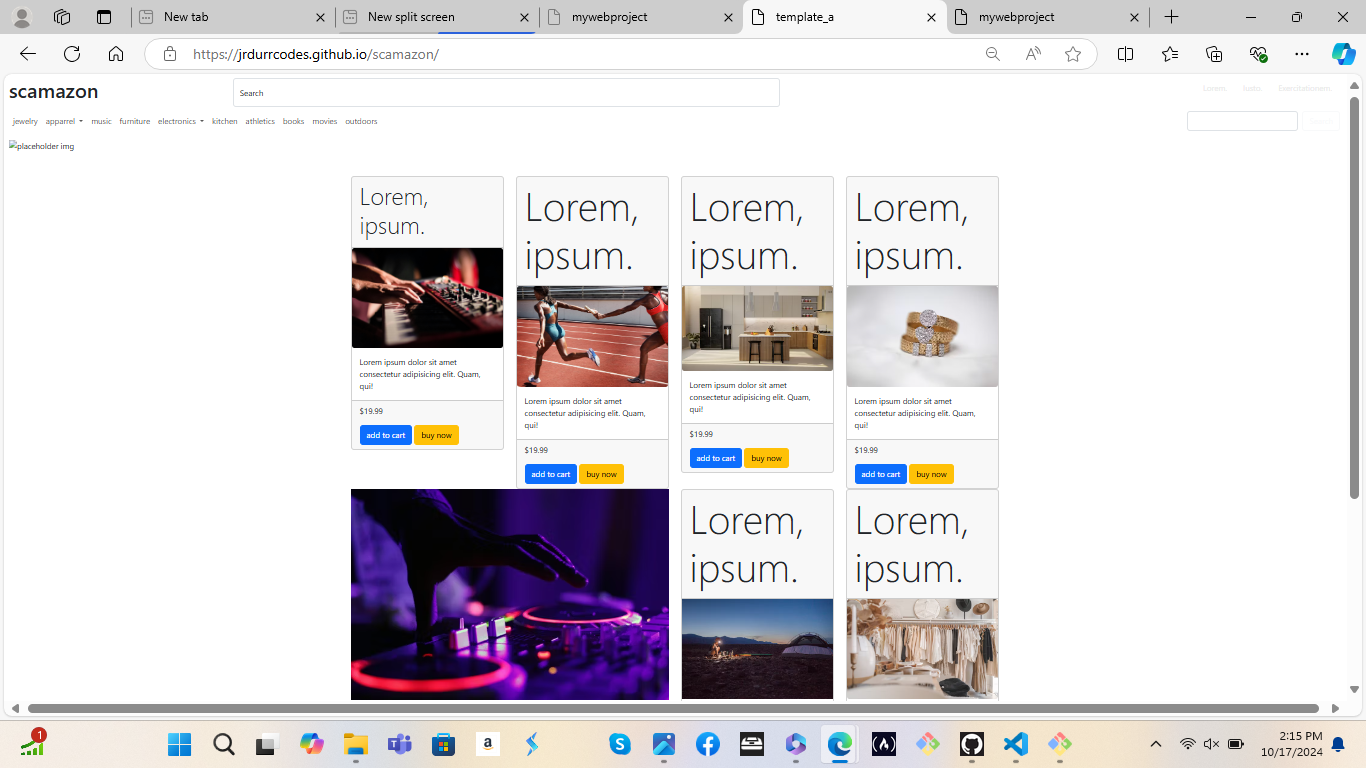 New tab
New split screen
mywebproject
template_a
mywebproject
https://jrdurrcodes.github.io/scamazon/
scamazon
Search
Lorem.
Iusto.
Exercitationem.
jewelry apparel music furniture electronics kitchen athletics books movies outdoors
placeholder img
Lorem,
ipsum.
Lorem ipsum dolor sit amet
consectetur adipisicing elit. Quam,
qui!
$19.99
add to cart buy now
Lorem,
ipsum.
Lorem ipsum dolor sit amet
consectetur adipisicing elit. Quam,
qui!
$19.99
add to cart buy now
Lorem,
ipsum.
Lorem ipsum dolor sit amet
consectetur adipisicing elit. Quam,
qui!
$19.99
add to cart buy now
Lorem,
ipsum.
Lorem ipsum dolor sit amet
consectetur adipisicing elit. Quam,
qui!
$19.99
add to cart buy now
Lorem,
ipsum.
Lorem,
ipsum.
1
2:15 PM
10/17/2024